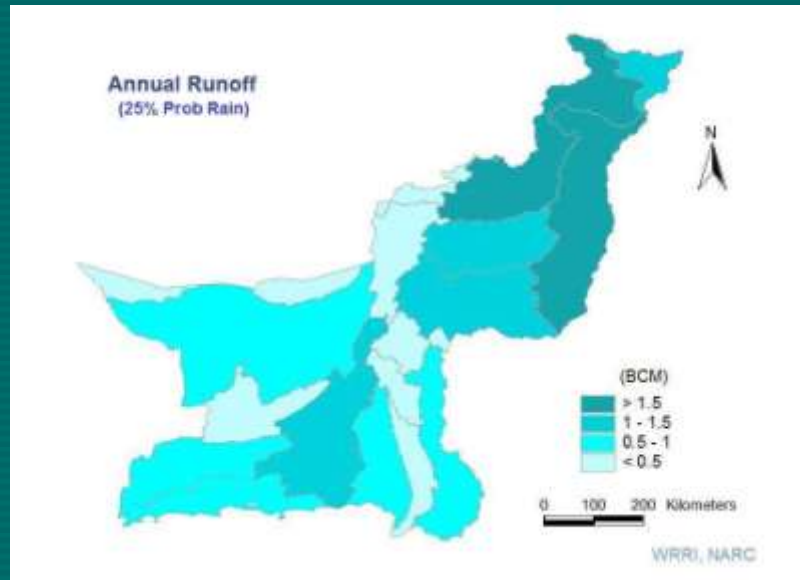 Annual Runoff
(25% Prob Rain)
N
(BCM)
> 1.5
1 - 1.5
0.5 - 1
< 0.5
0 100 200 Kilometers
WRRI, NARC